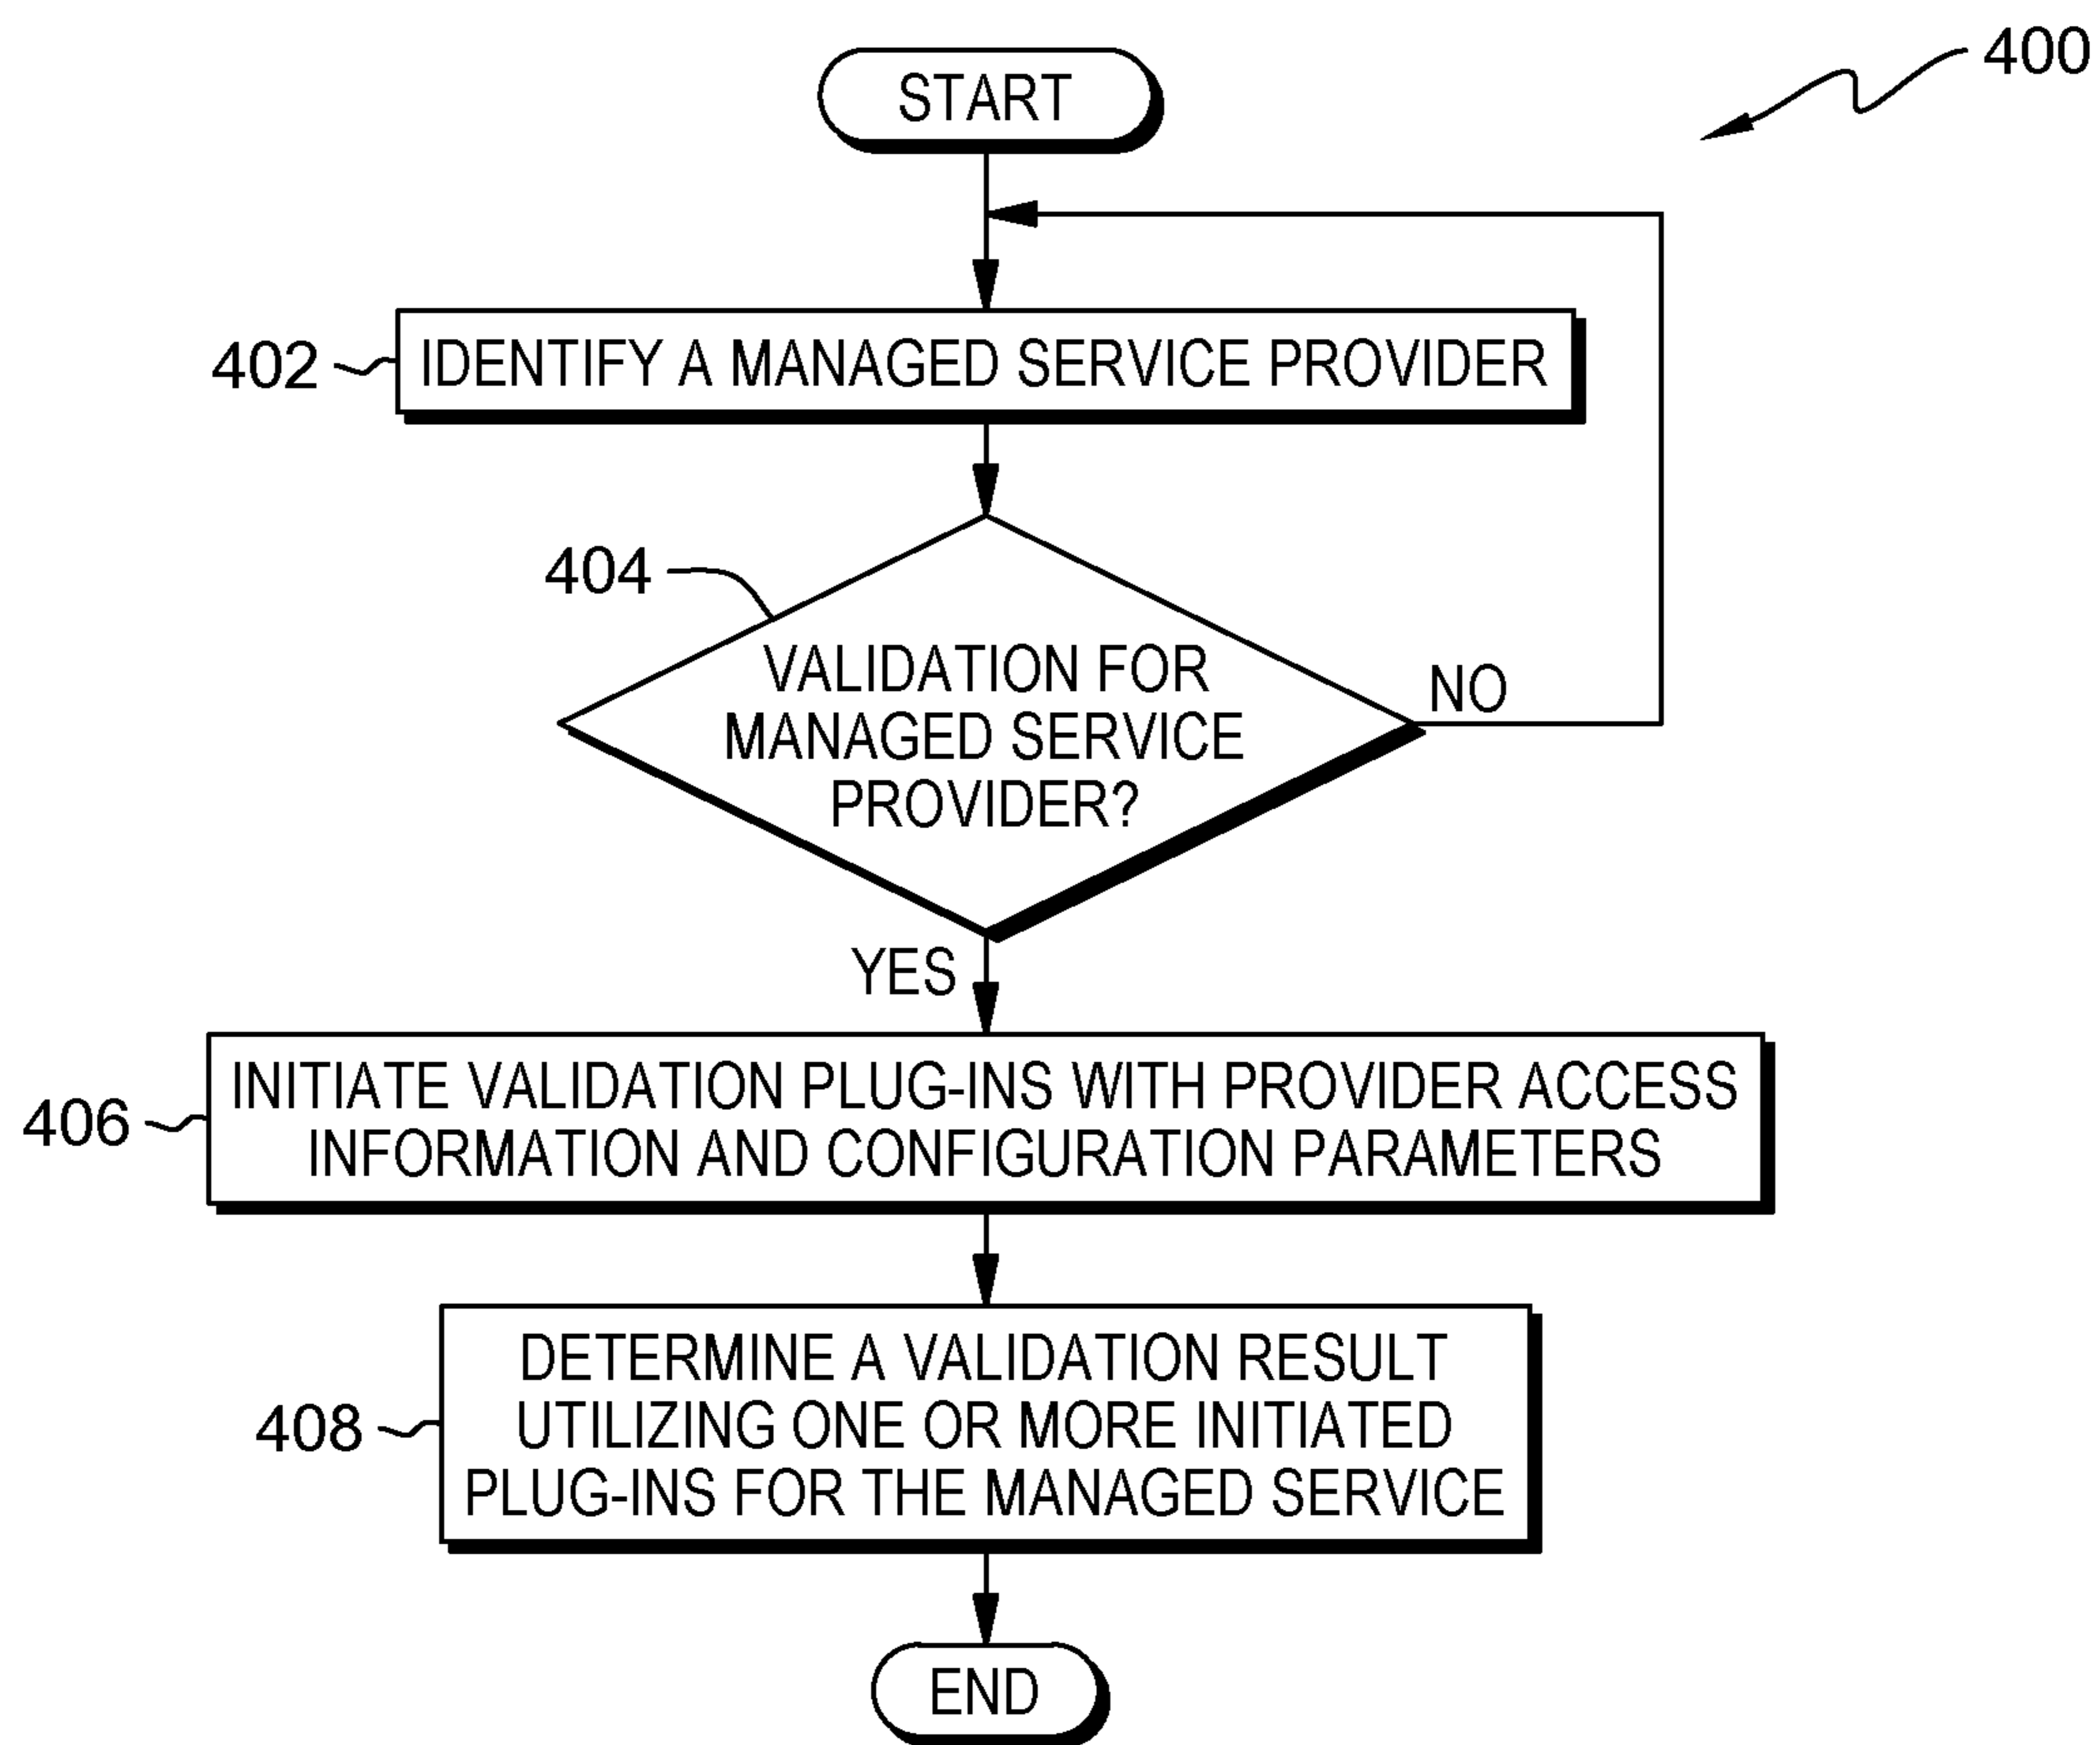 400
START
402
IDENTIFY A MANAGED SERVICE PROVIDER
404
VALIDATION FOR
MANAGED SERVICE
PROVIDER?
NO
YES
406
INITIATE VALIDATION PLUG-INS WITH PROVIDER ACCESS
INFORMATION AND CONFIGURATION PARAMETERS
408
DETERMINE A VALIDATION RESULT
UTILIZING ONE OR MORE INITIATED
PLUG-INS FOR THE MANAGED SERVICE
END